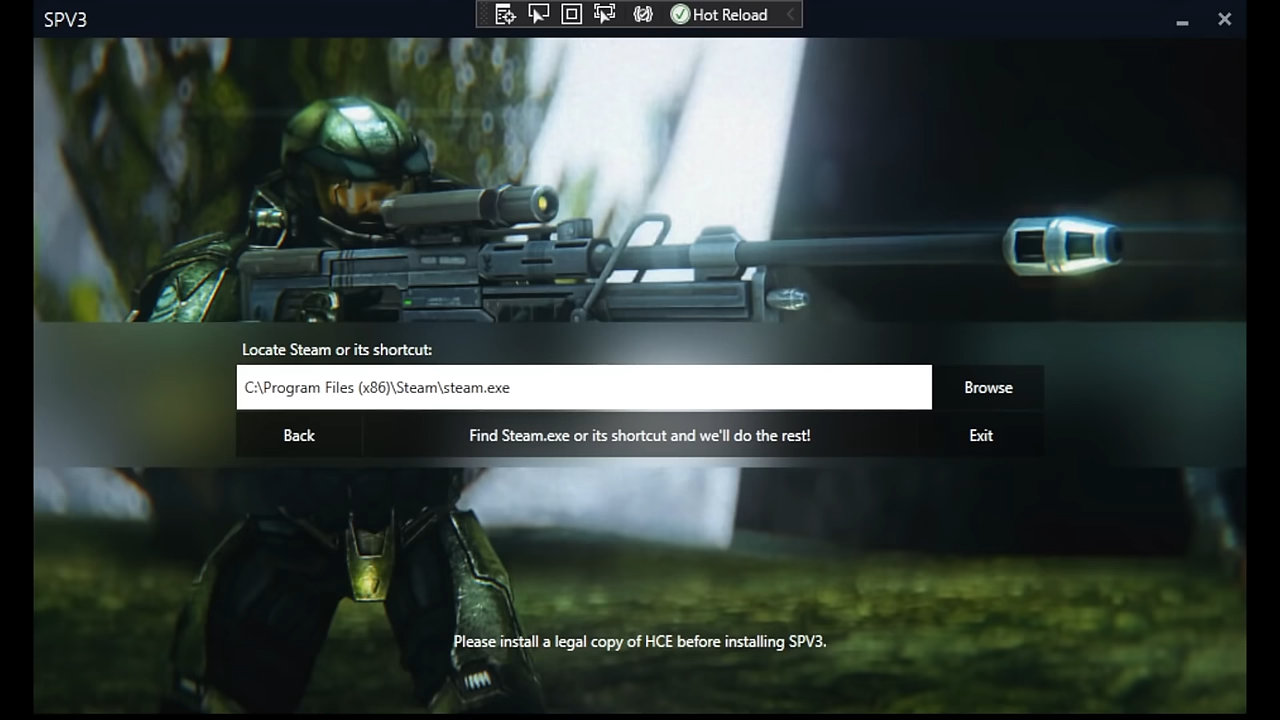 SPV3
Hot Reload
Locate Steam or its shortcut:
C:\Program Files (x86)\Steam\steam.exe
Browse
Back
Find Steam.exe or its shortcut and we'll do the rest!
Exit
Please install a legal copy of HCE before installing SPV3.